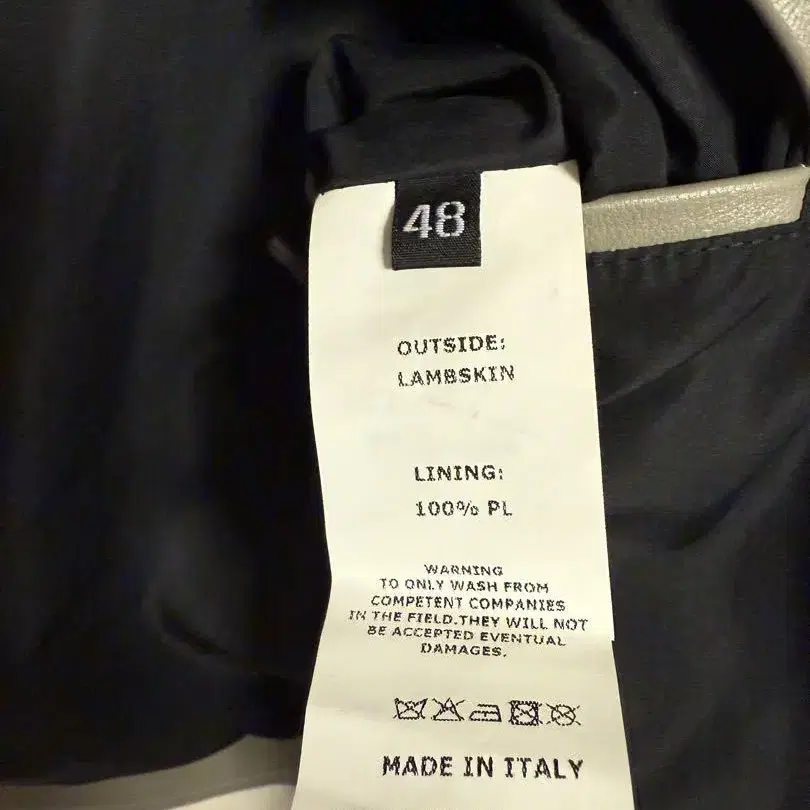 48
OUTSIDE:
LAMBSKIN
LINING:
100% PL
WARNING
TO ONLY WASH FROM
COMPETENT COMPANIES
IN THE FIELD.THEY WILL NOT
BE ACCEPTED EVENTUAL
DAMAGES.
MADE IN ITALY